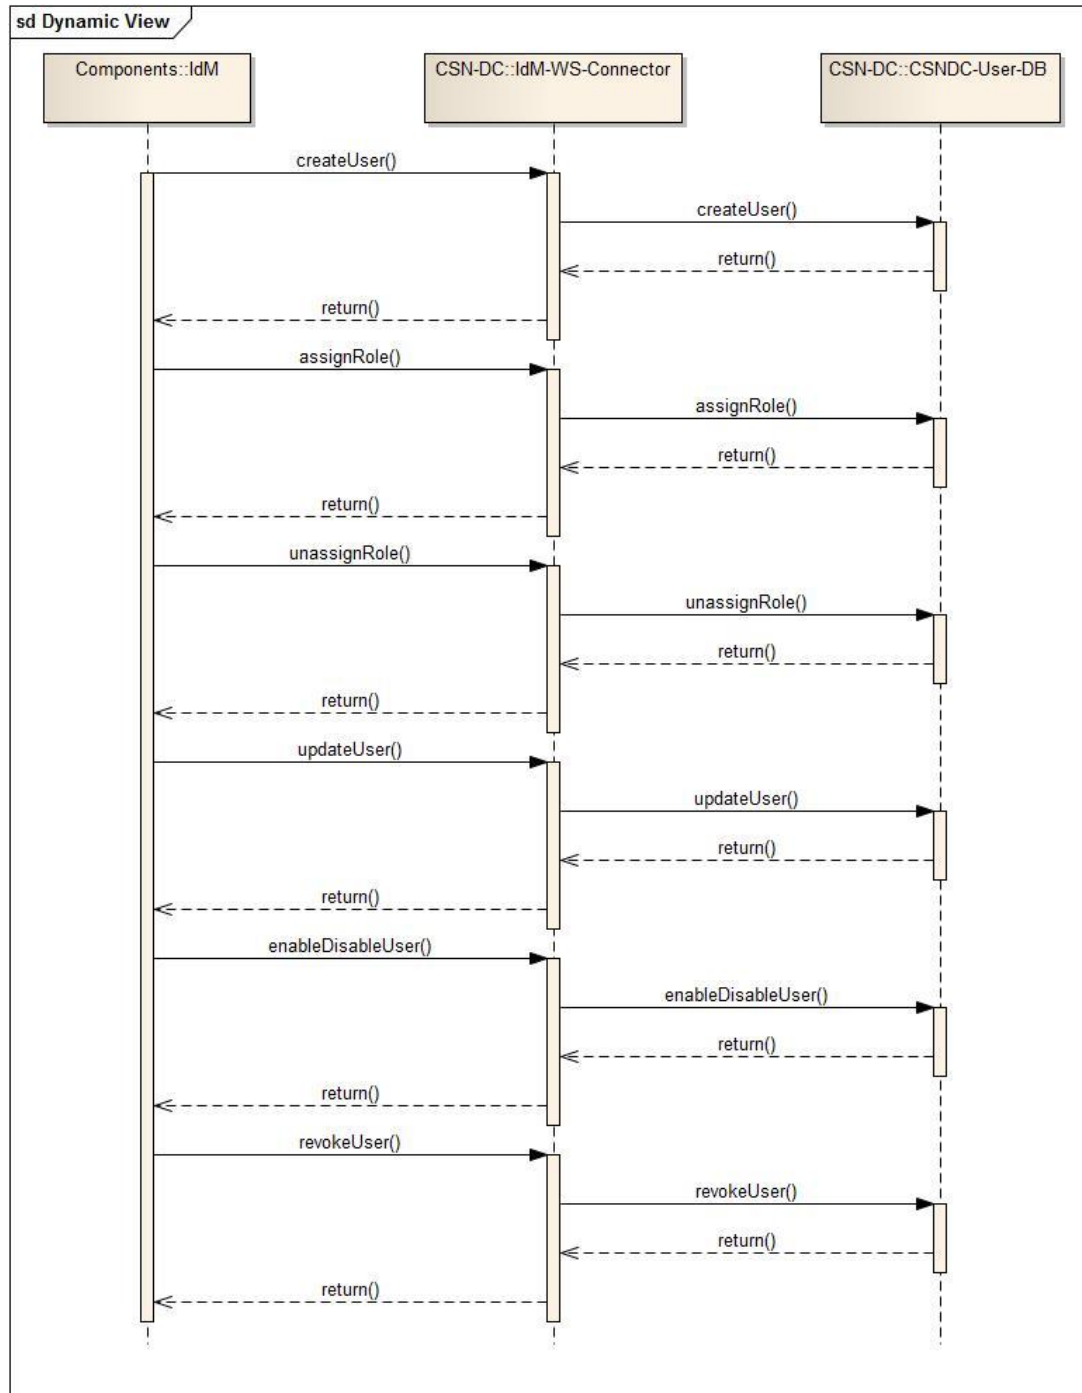 sd Dynamic View
Components::IdM
CSN-DC::IdM-WS-Connector
CSN-DC::CSNDC-User-DB
createUser()
createUser()
return()
return()
assignRole()
assignRole()
return()
return()
unassignRole()
unassignRole()
return()
return()
updateUser()
updateUser()
return()
return()
enableDisableUser()
enableDisableUser()
return()
return()
revokeUser()
revokeUser()
return()
return()